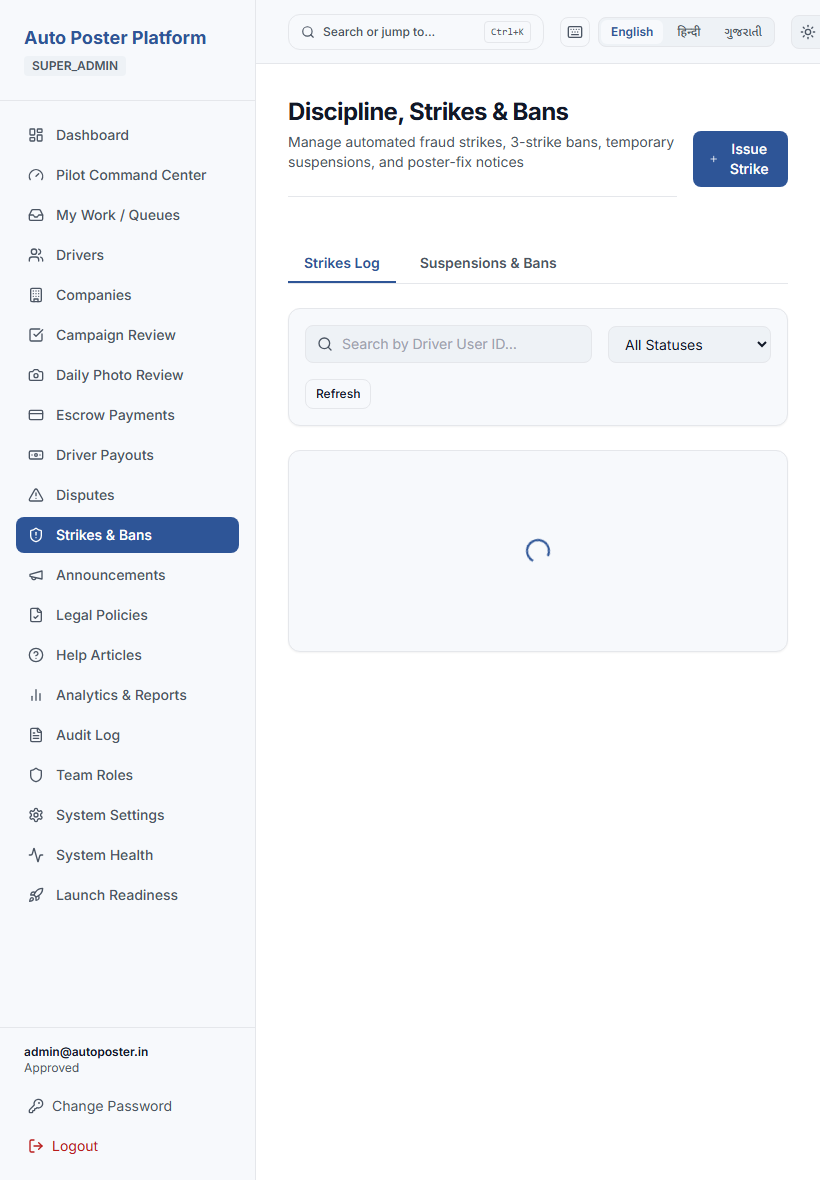 Auto Poster Platform
SUPER_ADMIN
Dashboard
Pilot Command Center
My Work / Queues
Drivers
Companies
Campaign Review
Daily Photo Review
Escrow Payments
Driver Payouts
Disputes
Strikes & Bans
Announcements
Legal Policies
Help Articles
Analytics & Reports
Audit Log
Team Roles
System Settings
System Health
Launch Readiness
admin@autoposter.in
Approved
Change Password
Logout
Search or jump to... Ctrl+K
English हिन्दी ગુજરાતી
Discipline, Strikes & Bans
Manage automated fraud strikes, 3-strike bans, temporary
suspensions, and poster-fix notices
+ Issue
Strike
Strikes Log Suspensions & Bans
Search by Driver User ID... All Statuses
Refresh